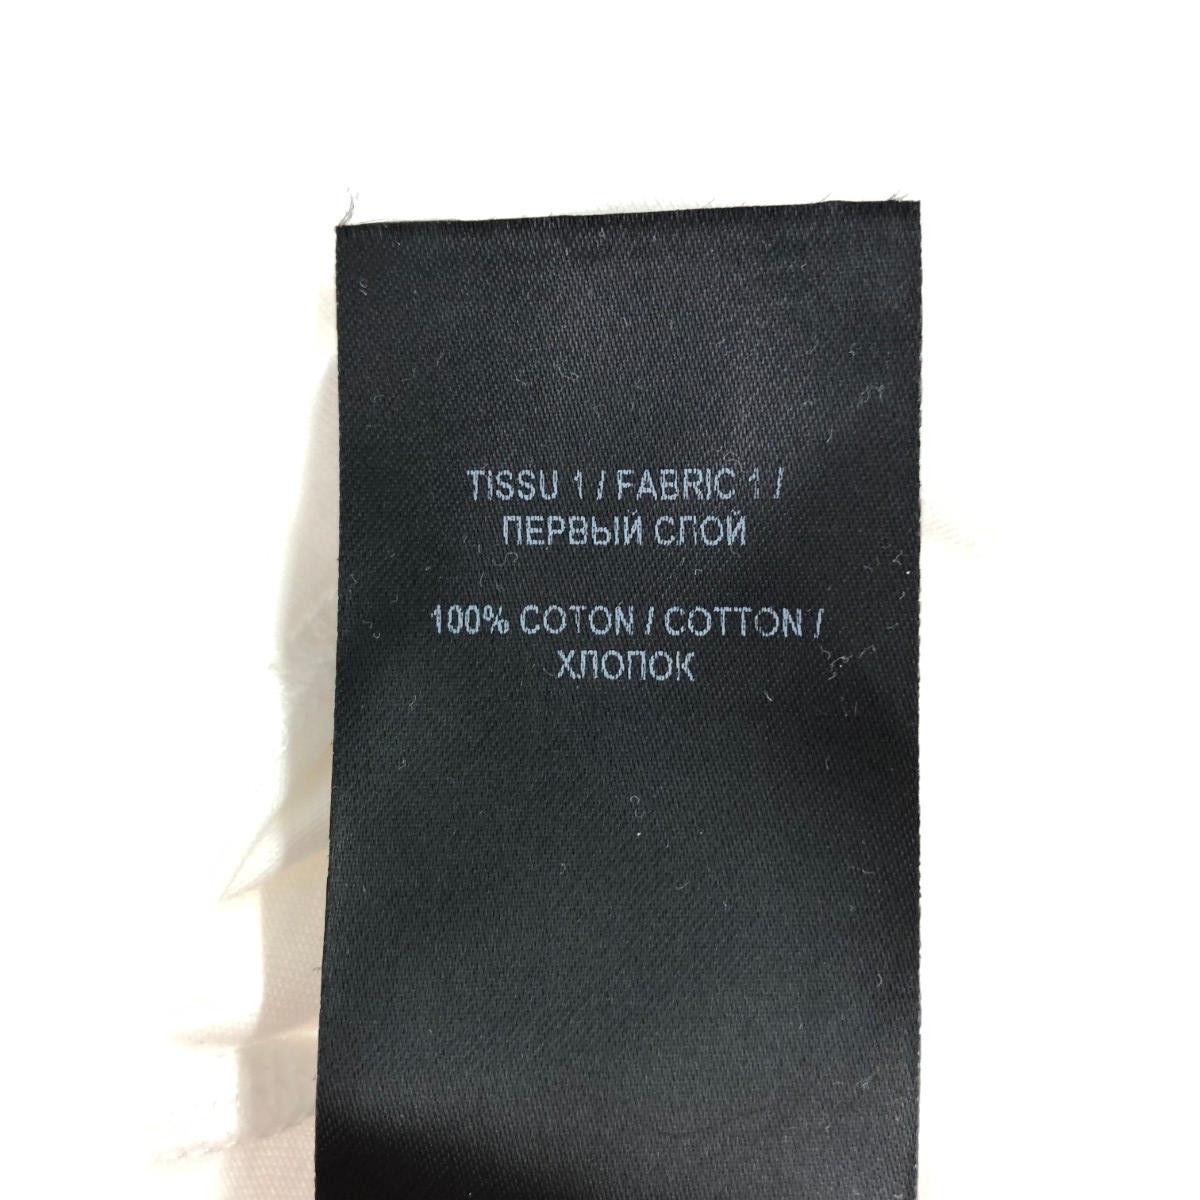 TISSU 1 / FABRIC 1 /
ПЕРВЫЙ СЛОЙ
100% COTON / COTTON /
ХЛОПОК